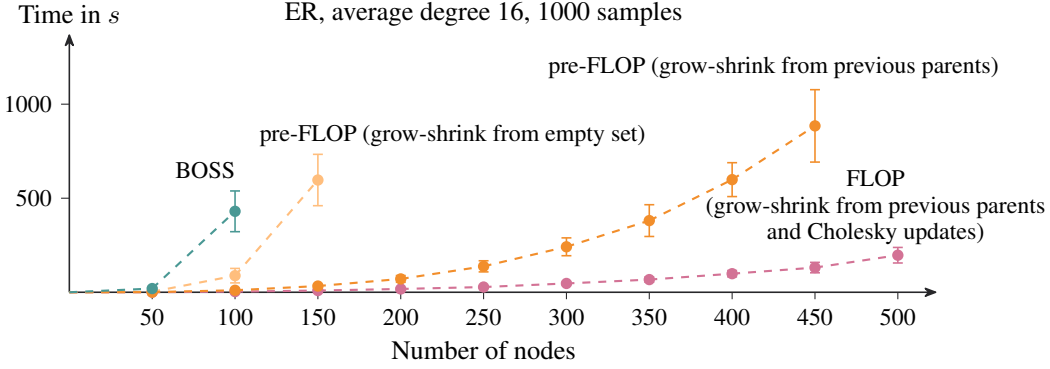 Time in s
ER, average degree 16, 1000 samples
pre-FLOP (grow-shrink from previous parents)
1000
pre-FLOP (grow-shrink from empty set)
BOSS
FLOP
500
(grow-shrink from previous parents
and Cholesky updates)
50 100 150 200 250 300 350 400 450 500
Number of nodes